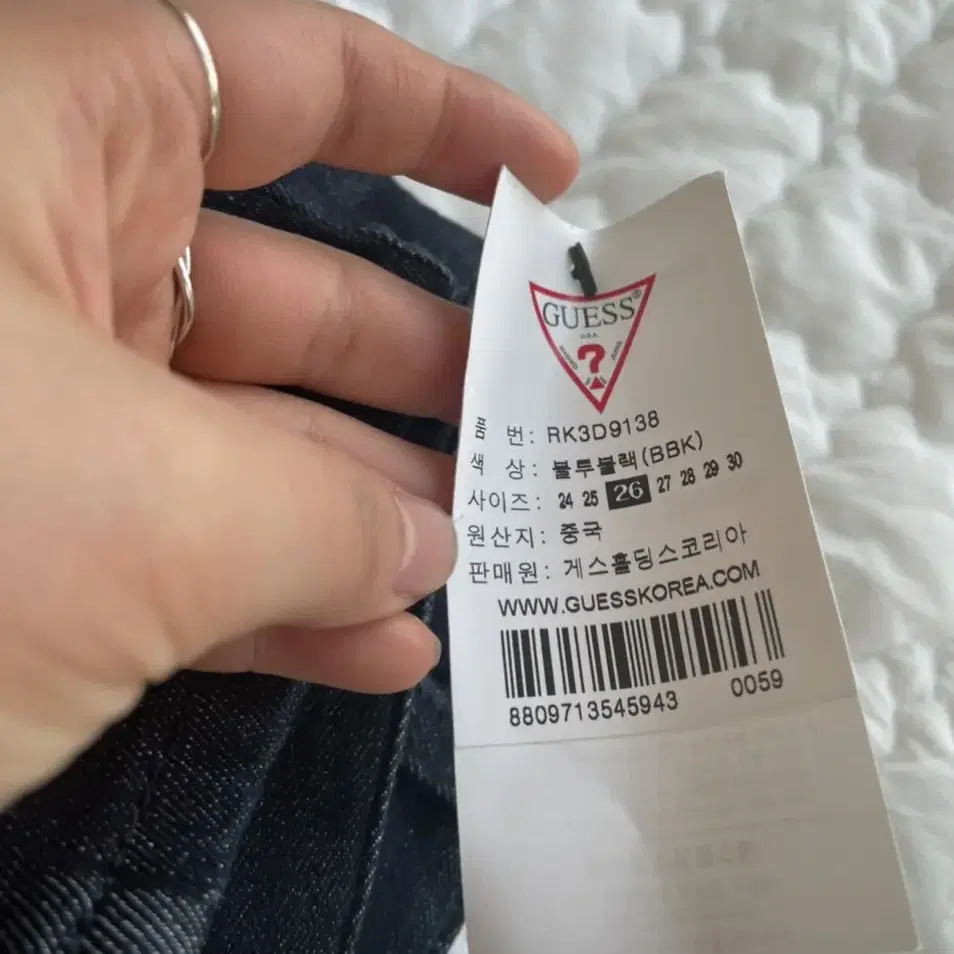 GUESS®
U.S.A.
?
품 번: RK3D9138
색 상: 블루블랙(BBK)
사이즈: 24 25 26 27 28 29 30
원산지: 중국
판매원: 게스홀딩스코리아
WWW.GUESSKOREA.COM
8809713545943 0059